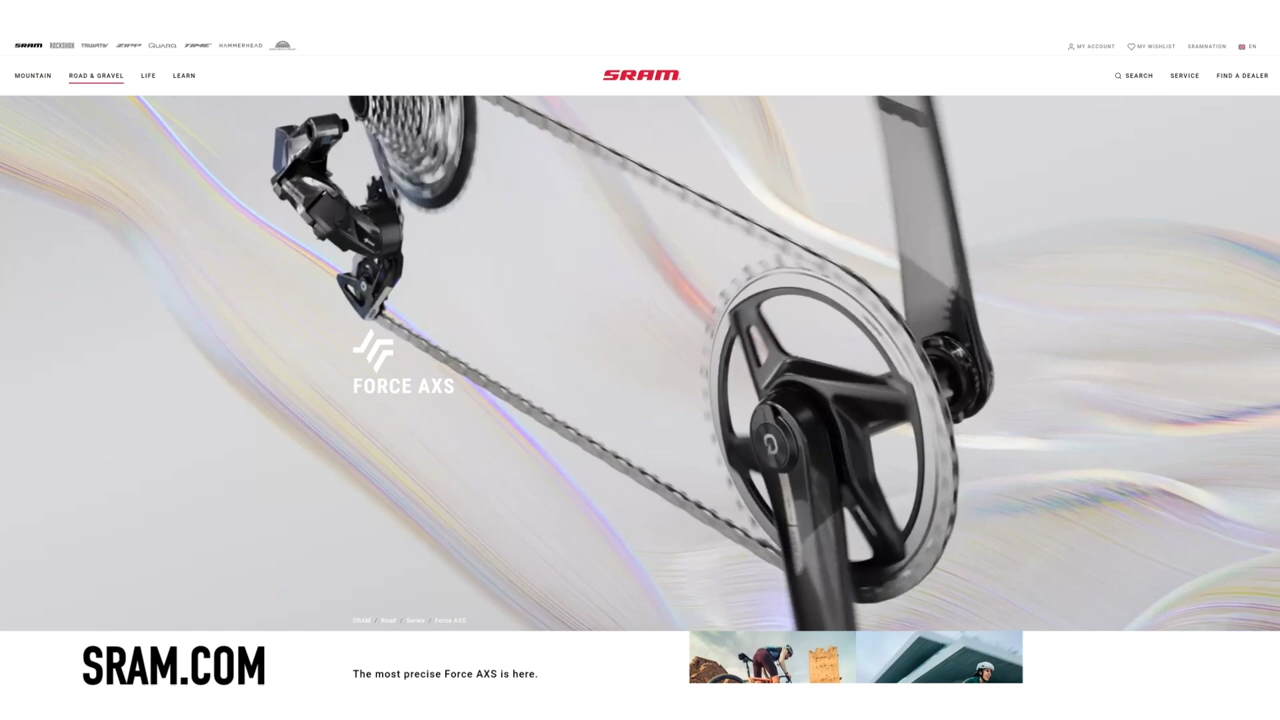 SRAM ROCKSHOX TRUVATIV ZIPP QUARQ TIME HAMMERHEAD
MY ACCOUNT MY WISHLIST SRAMNATION EN
MOUNTAIN ROAD & GRAVEL LIFE LEARN
SRAM
SEARCH SERVICE FIND A DEALER
FORCE AXS
SRAM / Road / Series / Force AXS
SRAM.COM
The most precise Force AXS is here.